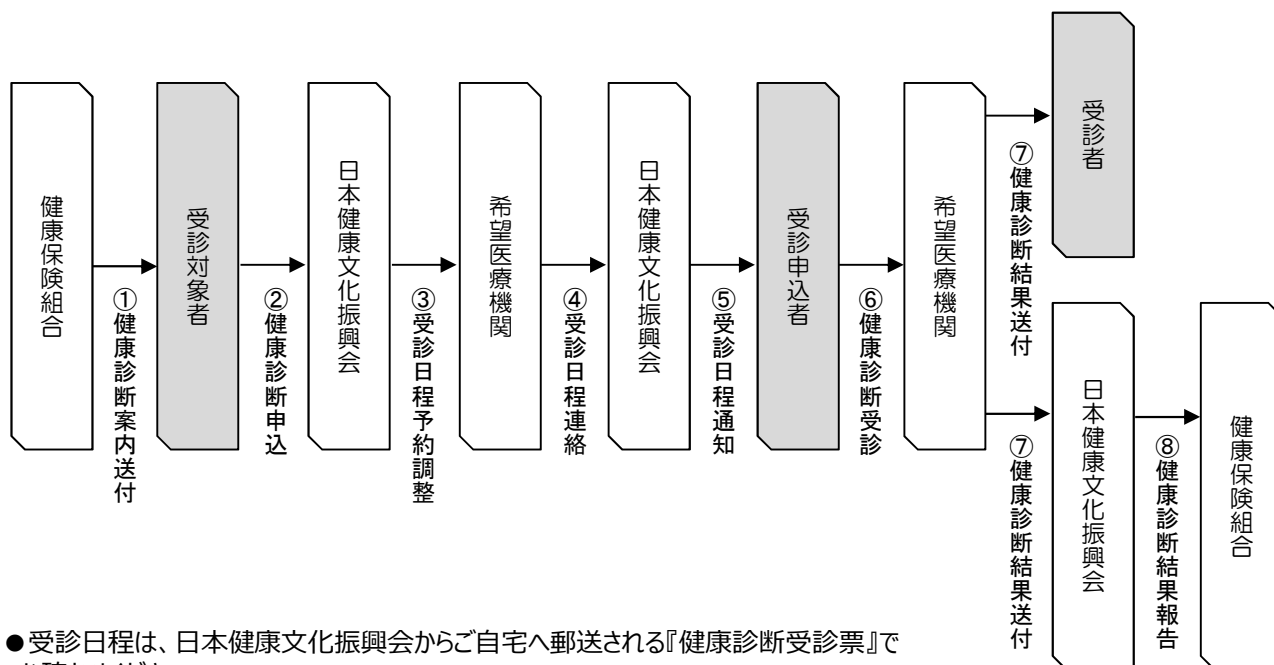 健康保険組合
①健康診断案内送付
受診対象者
②健康診断申込
日本健康文化振興会
③受診日程予約調整
希望医療機関
④受診日程連絡
日本健康文化振興会
⑤受診日程通知
受診申込者
⑥健康診断受診
希望医療機関
⑦健康診断結果送付
受診者
⑦健康診断結果送付
日本健康文化振興会
⑧健康診断結果報告
健康保険組合
●受診日程は、日本健康文化振興会からご自宅へ郵送される『健康診断受診票』で